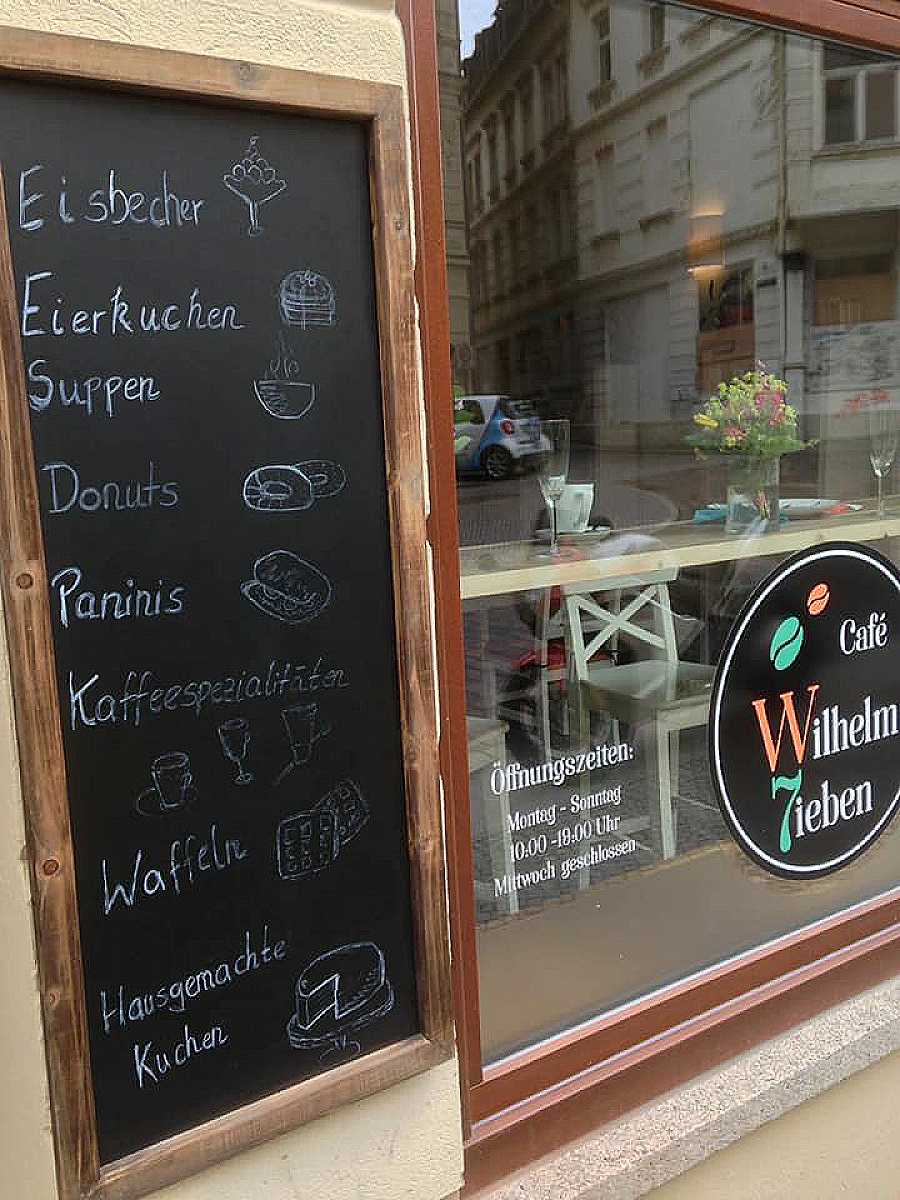 Eisbecher
Eierkuchen
Suppen
Donuts
Paninis
Kaffeespezialitäten
Waffeln
Hausgemachte
Kuchen
Öffnungszeiten:
Montag - Sonntag
10.00 -18.00 Uhr
Mittwoch geschlossen
Café
Wilhelm
7ieben